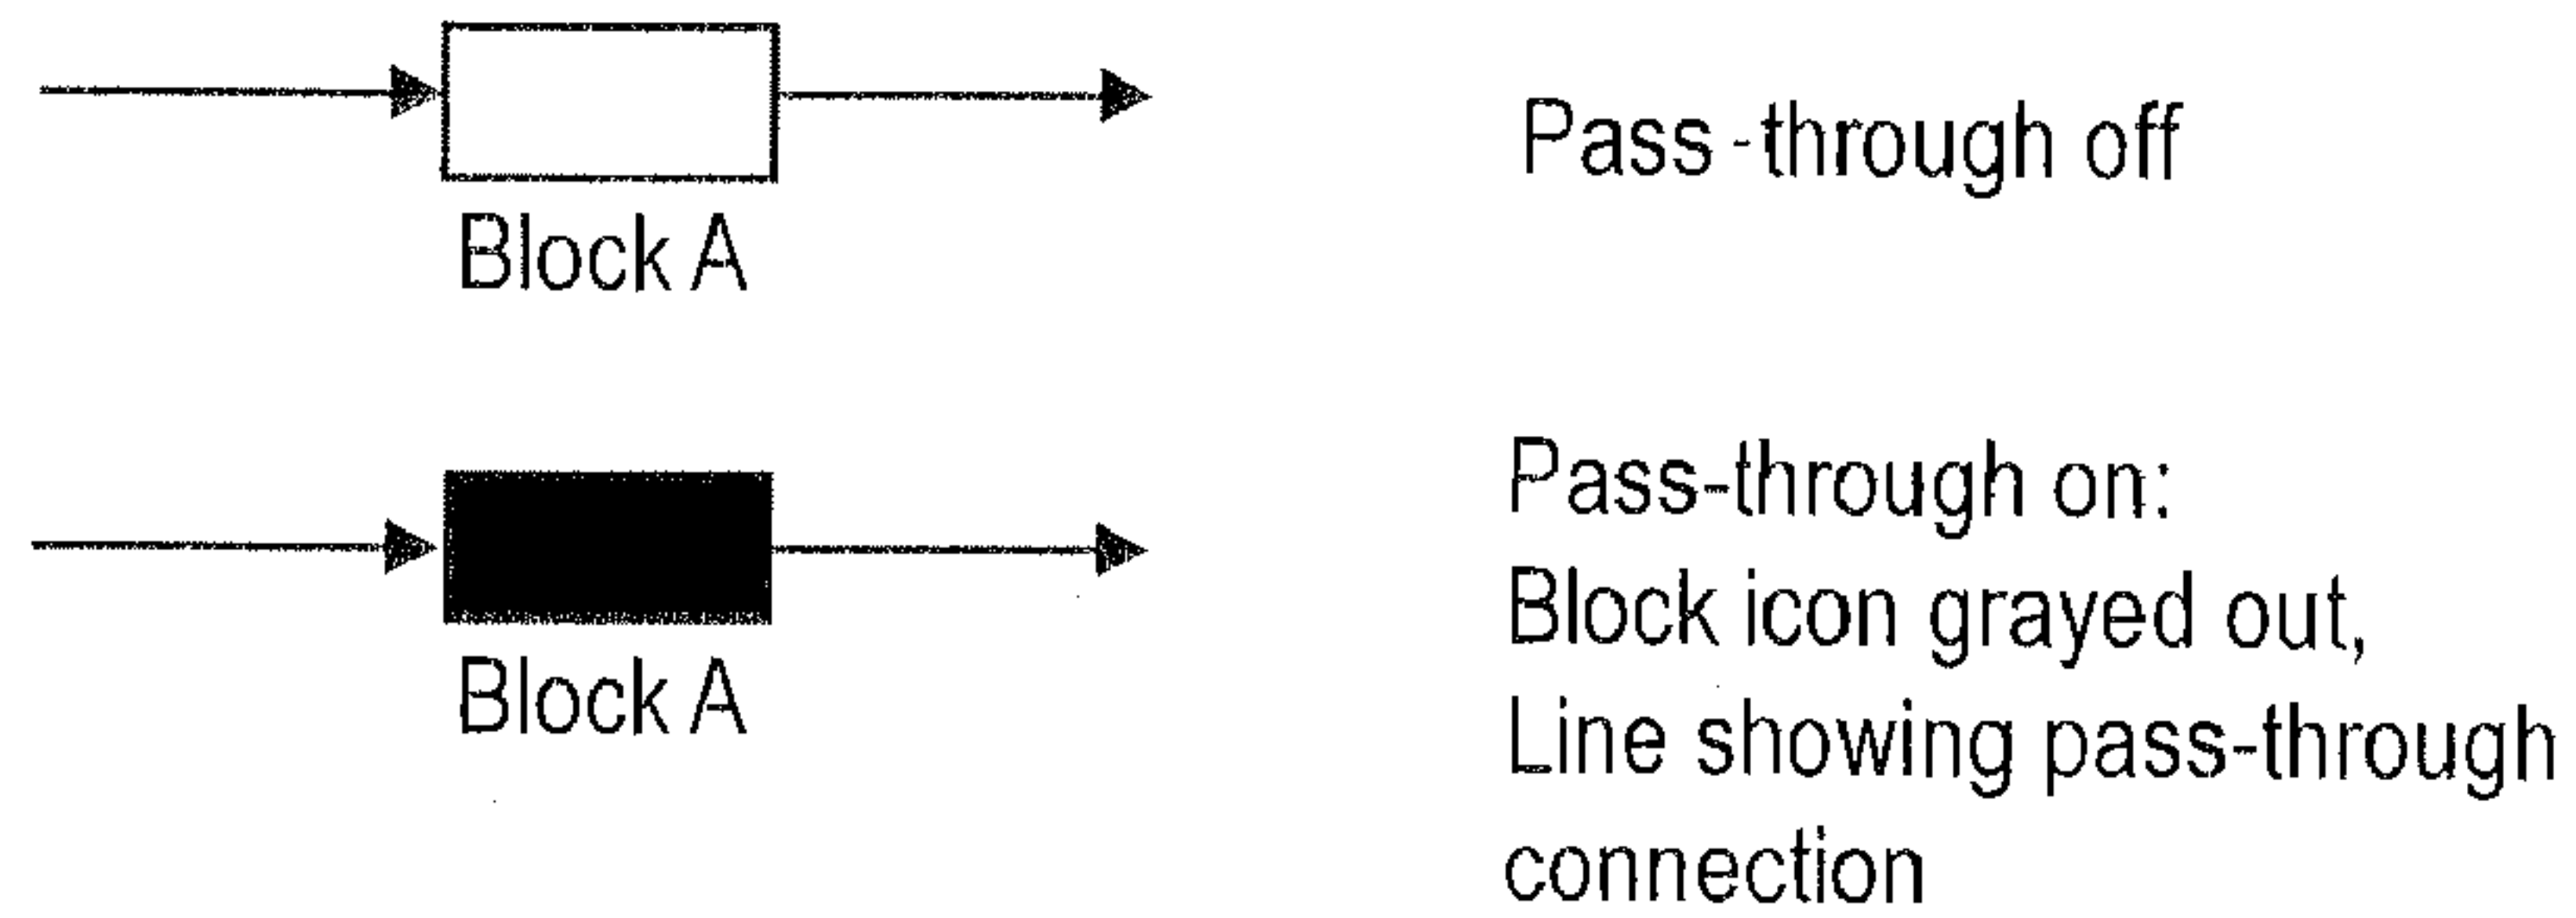 Pass-through off
Block A
Pass-through on:
Block icon grayed out,
Line showing pass-through
connection
Block A